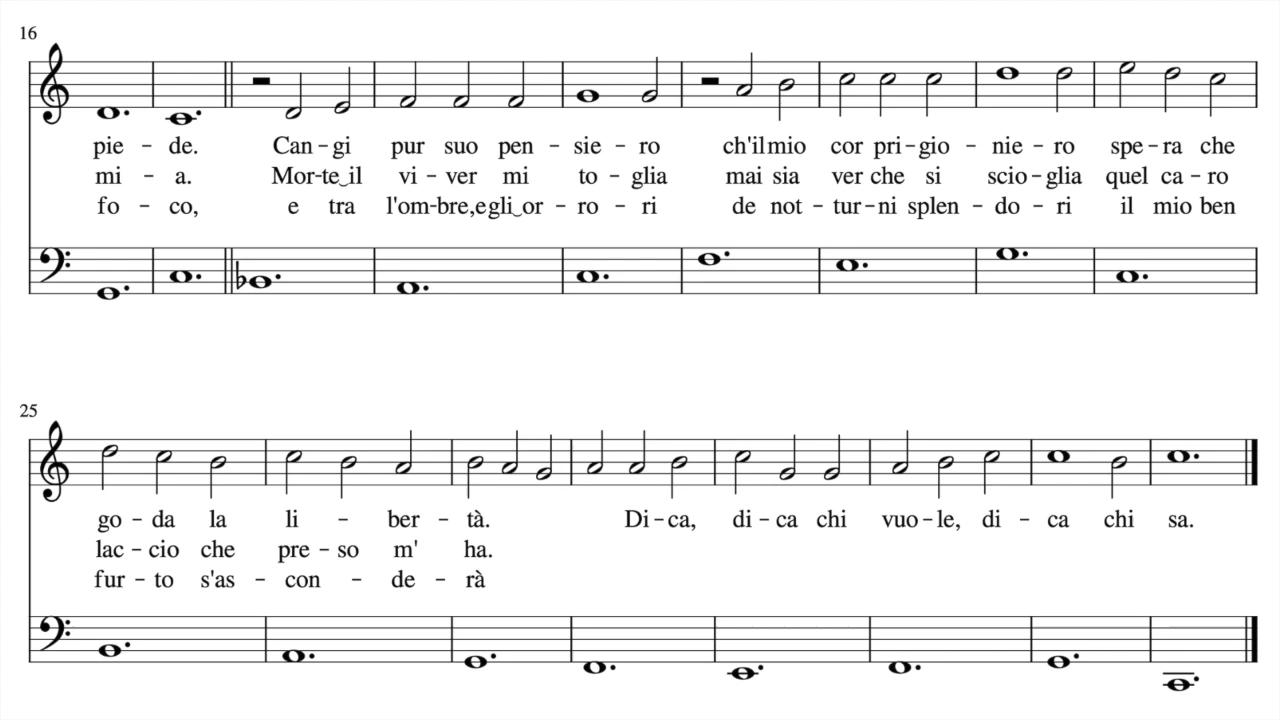 16
pie - de. Can - gi pur suo pen - sie - ro ch'il mio cor pri - gio - nie - ro spe - ra che
mi - a. Mor - te‿il vi - ver mi to - glia mai sia ver che si scio - glia quel ca - ro
fo - co, e tra l'om - bre, e gli‿or - ro - ri de not - tur - ni splen - do - ri il mio ben
25
go - da la li - ber - tà. Di - ca, di - ca chi vuo - le, di - ca chi sa.
lac - cio che pre - so m' ha.
fur - to s'as - con - de - rà